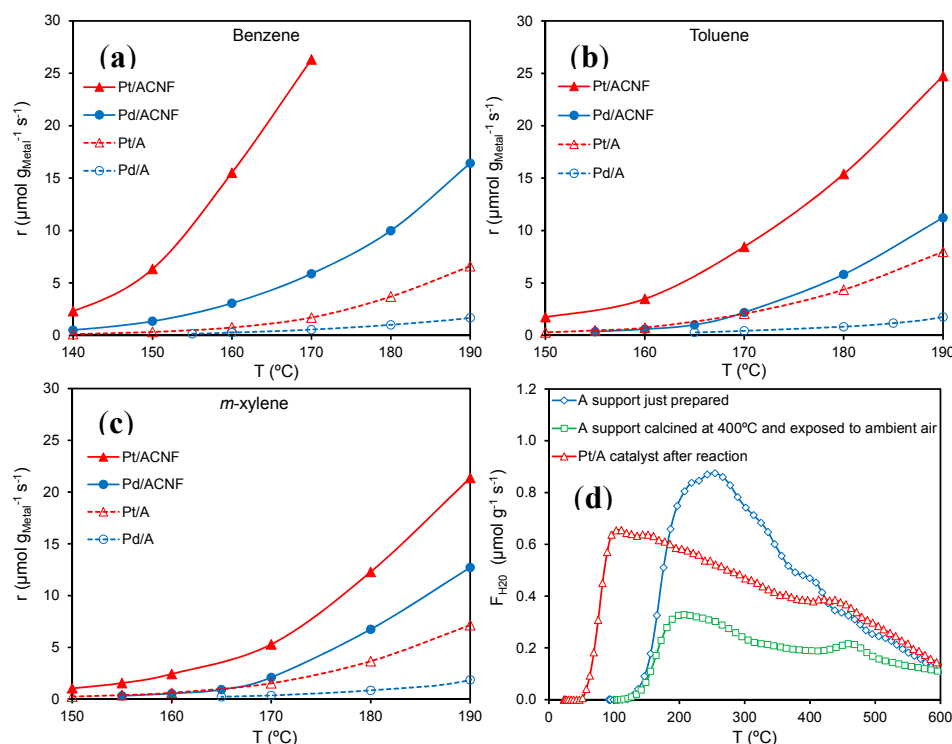 (a)
Benzene
Pt/ACNF
Pd/ACNF
Pt/A
Pd/A
r (µmol g_Metal⁻¹ s⁻¹)
30
25
20
15
10
5
0
140 150 160 170 180 190
T (ºC)
(b)
Toluene
Pt/ACNF
Pd/ACNF
Pt/A
Pd/A
r (µmrol g_Metal⁻¹ s⁻¹)
30
25
20
15
10
5
0
150 160 170 180 190
T (ºC)
(c)
m-xylene
Pt/ACNF
Pd/ACNF
Pt/A
Pd/A
r (µmol g_Metal⁻¹ s⁻¹)
30
25
20
15
10
5
0
150 160 170 180 190
T (ºC)
A support just prepared
A support calcined at 400ºC and exposed to ambient air
Pt/A catalyst after reaction
(d)
F_H20 (µmol g⁻¹ s⁻¹)
1.2
1.0
0.8
0.6
0.4
0.2
0.0
0 100 200 300 400 500 600
T (ºC)